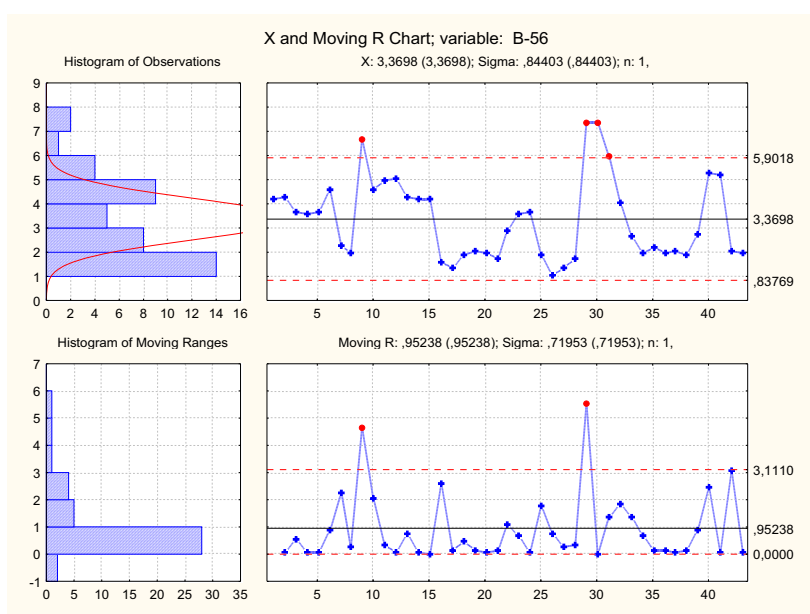 X and Moving R Chart; variable: B-56
Histogram of Observations
X: 3,3698 (3,3698); Sigma: ,84403 (,84403); n: 1,
9
8
7
6
5
4
3
2
1
0
0 2 4 6 8 10 12 14 16
5 10 15 20 25 30 35 40
5,9018
3,3698
,83769
Histogram of Moving Ranges
Moving R: ,95238 (,95238); Sigma: ,71953 (,71953); n: 1,
7
6
5
4
3
2
1
0
-1
0 5 10 15 20 25 30 35
5 10 15 20 25 30 35 40
3,1110
,95238
0,0000